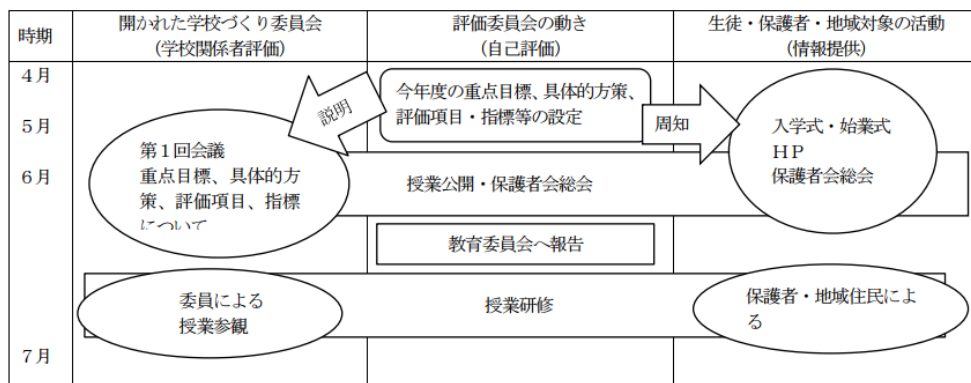 時期
開かれた学校づくり委員会
(学校関係者評価)
評価委員会の動き
(自己評価)
生徒・保護者・地域対象の活動
(情報提供)
４月
５月
６月
７月
説明
今年度の重点目標、具体的方策、
評価項目・指標等の設定
周知
入学式・始業式
ＨＰ
保護者会総会
第１回会議
重点目標、具体的方
策、評価項目、指標
について
授業公開・保護者会総会
教育委員会へ報告
委員による
授業参観
授業研修
保護者・地域住民によ
る